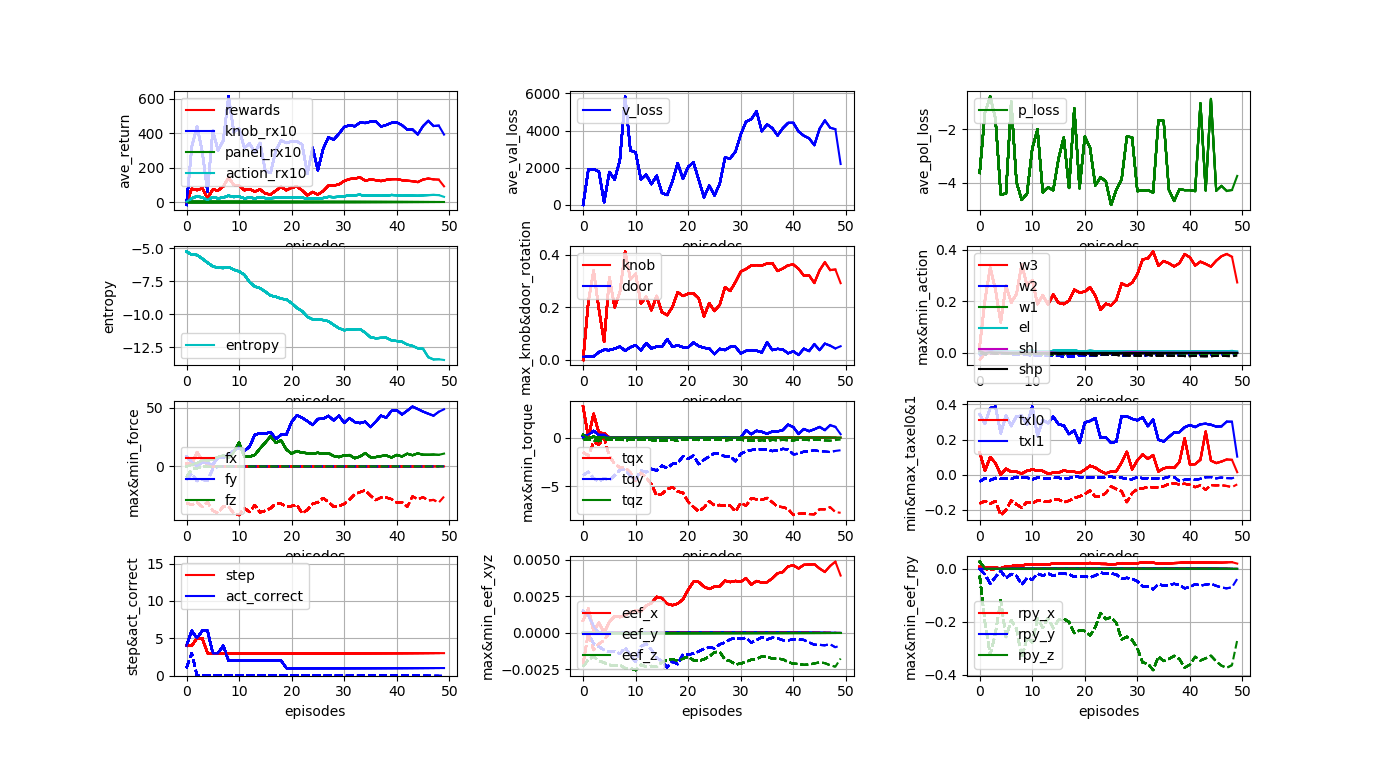 ave_return
600
400
200
0
rewards
knob_rx10
panel_rx10
action_rx10
0 10 20 30 40 50
episodes
ave_val_loss
6000
4000
2000
0
v_loss
0 10 20 30 40 50
ave_pol_loss
−2
−4
p_loss
0 10 20 30 40 50
entropy
−5.0
−7.5
−10.0
−12.5
entropy
0 10 20 30 40 50
episodes
max_knob&door_rotation
0.4
0.2
0.0
knob
door
0 10 20 30 40 50
max&min_action
0.4
0.2
0.0
w3
w2
w1
el
shl
shp
0 10 20 30 40 50
episodes
max&min_force
50
0
fx
fy
fz
0 10 20 30 40 50
episodes
max&min_torque
0
−5
tqx
tqy
tqz
0 10 20 30 40 50
episodes
min&max_taxel0&1
0.4
0.2
0.0
−0.2
txl0
txl1
0 10 20 30 40 50
step&act_correct
15
10
5
0
step
act_correct
0 10 20 30 40 50
episodes
max&min_eef_xyz
0.0050
0.0025
0.0000
−0.0025
eef_x
eef_y
eef_z
0 10 20 30 40 50
episodes
max&min_eef_rpy
0.0
−0.2
−0.4
rpy_x
rpy_y
rpy_z
0 10 20 30 40 50
episodes